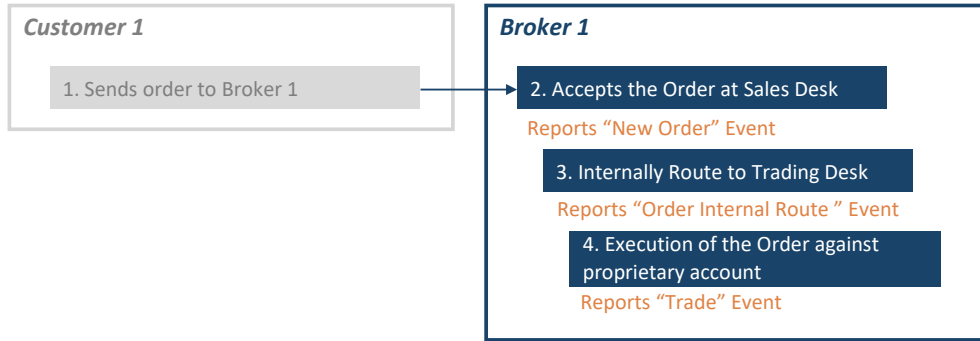 Customer 1
1. Sends order to Broker 1
Broker 1
2. Accepts the Order at Sales Desk
Reports “New Order” Event
3. Internally Route to Trading Desk
Reports “Order Internal Route ” Event
4. Execution of the Order against
proprietary account
Reports “Trade” Event